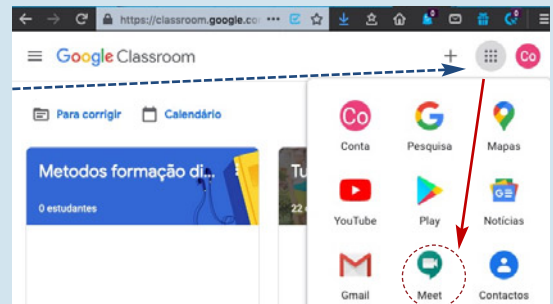 https://classroom.google.co
Google Classroom
Co
Para corrigir Calendário
Co
Conta Pesquisa Mapas
Metodos formação di...
Tu
0 estudantes
22
YouTube Play Notícias
Gmail Meet Contactos